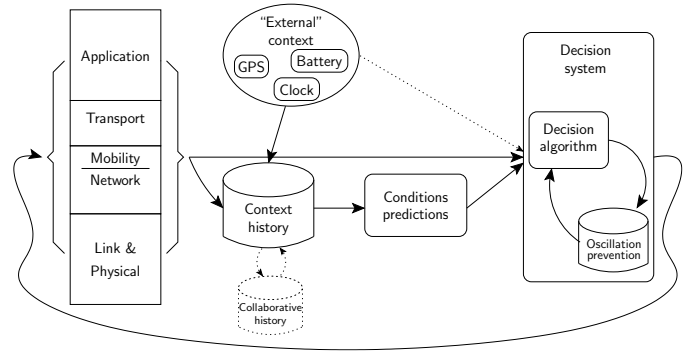 Application
Transport
Mobility
Network
Link &
Physical
“External”
context
GPS
Battery
Clock
Context
history
Collaborative
history
Conditions
predictions
Decision
system
Decision
algorithm
Oscillation
prevention